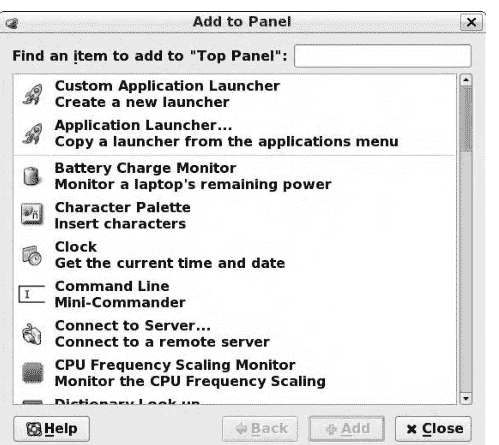 Add to Panel
Find an item to add to "Top Panel":
Custom Application Launcher
Create a new launcher
Application Launcher...
Copy a launcher from the applications menu
Battery Charge Monitor
Monitor a laptop's remaining power
Character Palette
Insert characters
Clock
Get the current time and date
Command Line
Mini-Commander
Connect to Server...
Connect to a remote server
CPU Frequency Scaling Monitor
Monitor the CPU Frequency Scaling
Dictionary Look up
Help
Back
Add
Close